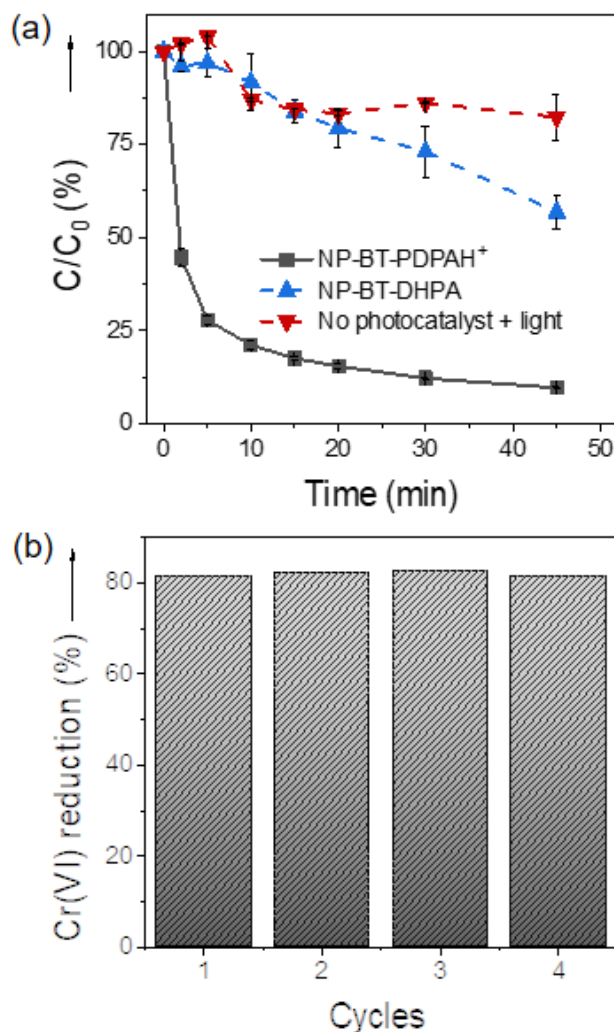 (a)
C/C₀ (%)
100
75
50
25
0
NP-BT-PDPAH⁺
NP-BT-DHPA
No photocatalyst + light
0 10 20 30 40 50
Time (min)
(b)
Cr(VI) reduction (%)
80
60
40
20
0
1 2 3 4
Cycles